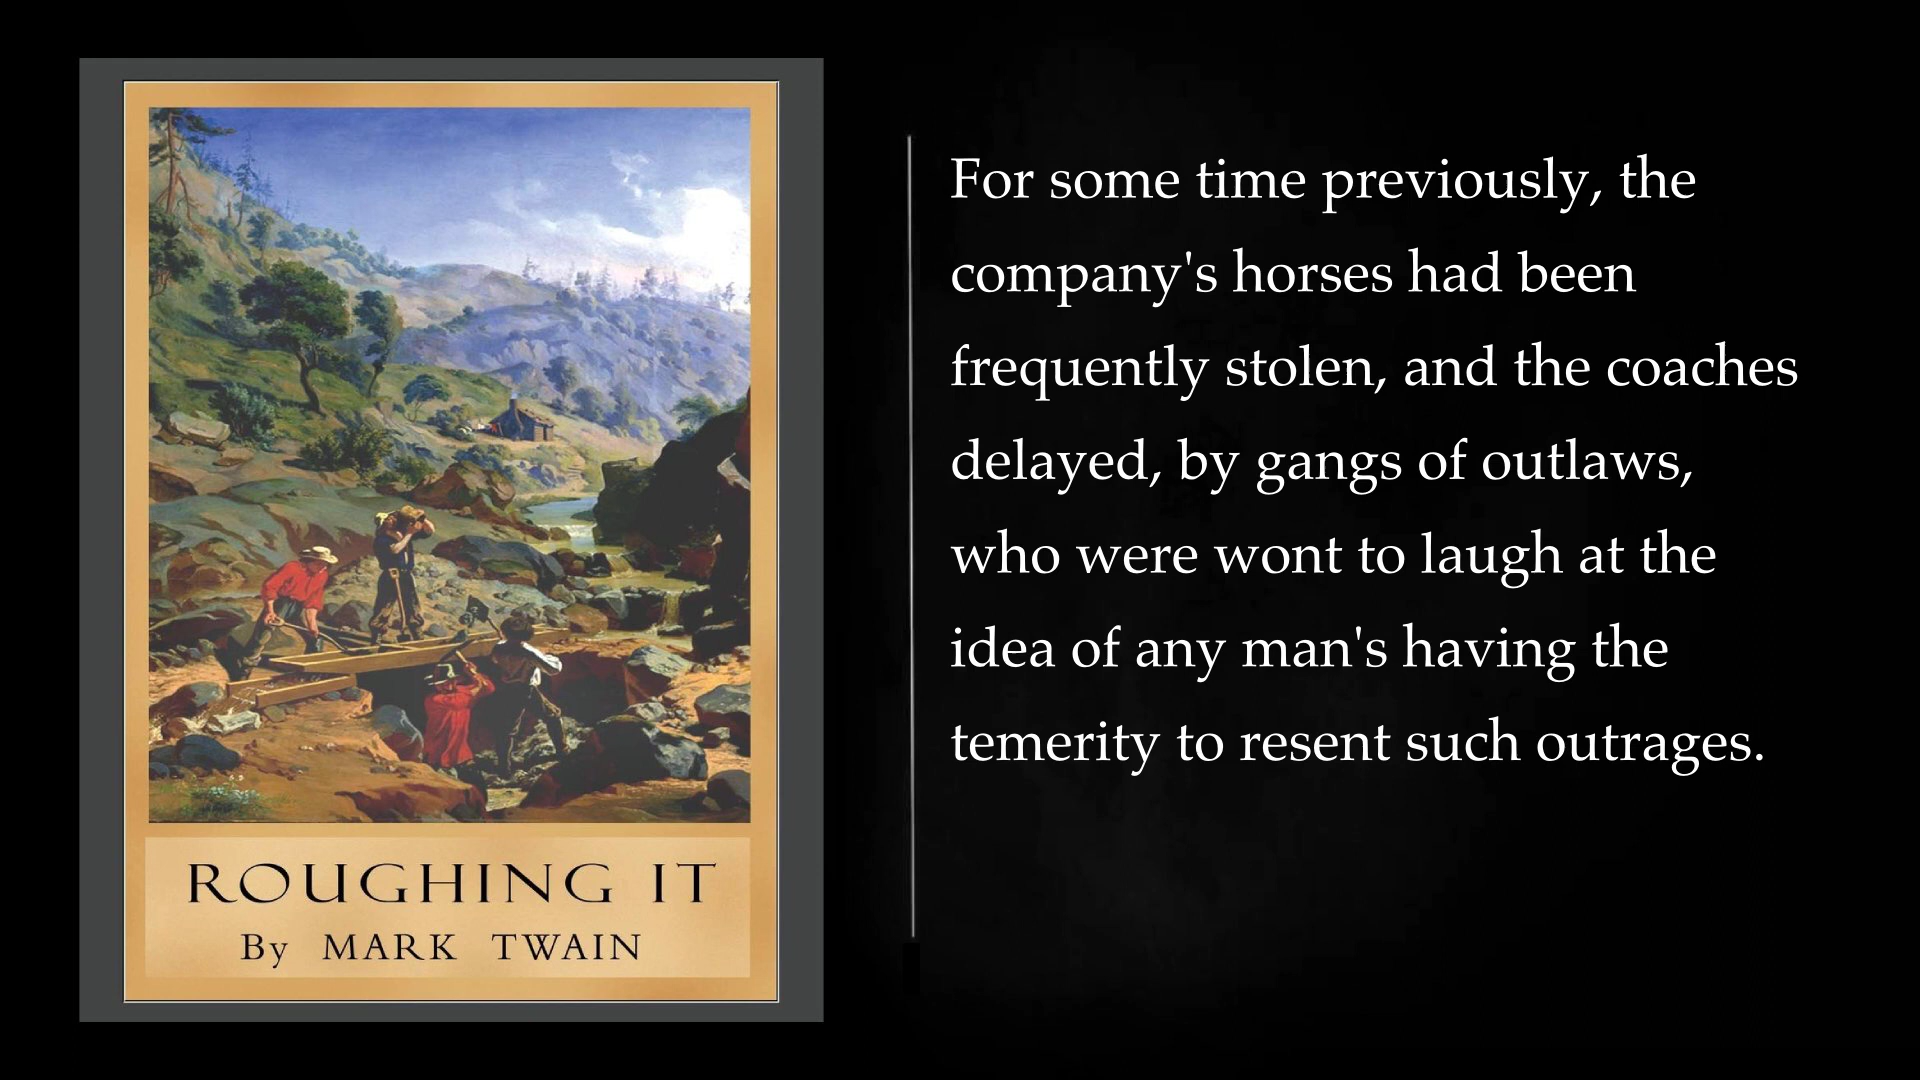 ROUGHING IT
By MARK TWAIN
For some time previously, the
company's horses had been
frequently stolen, and the coaches
delayed, by gangs of outlaws,
who were wont to laugh at the
idea of any man's having the
temerity to resent such outrages.